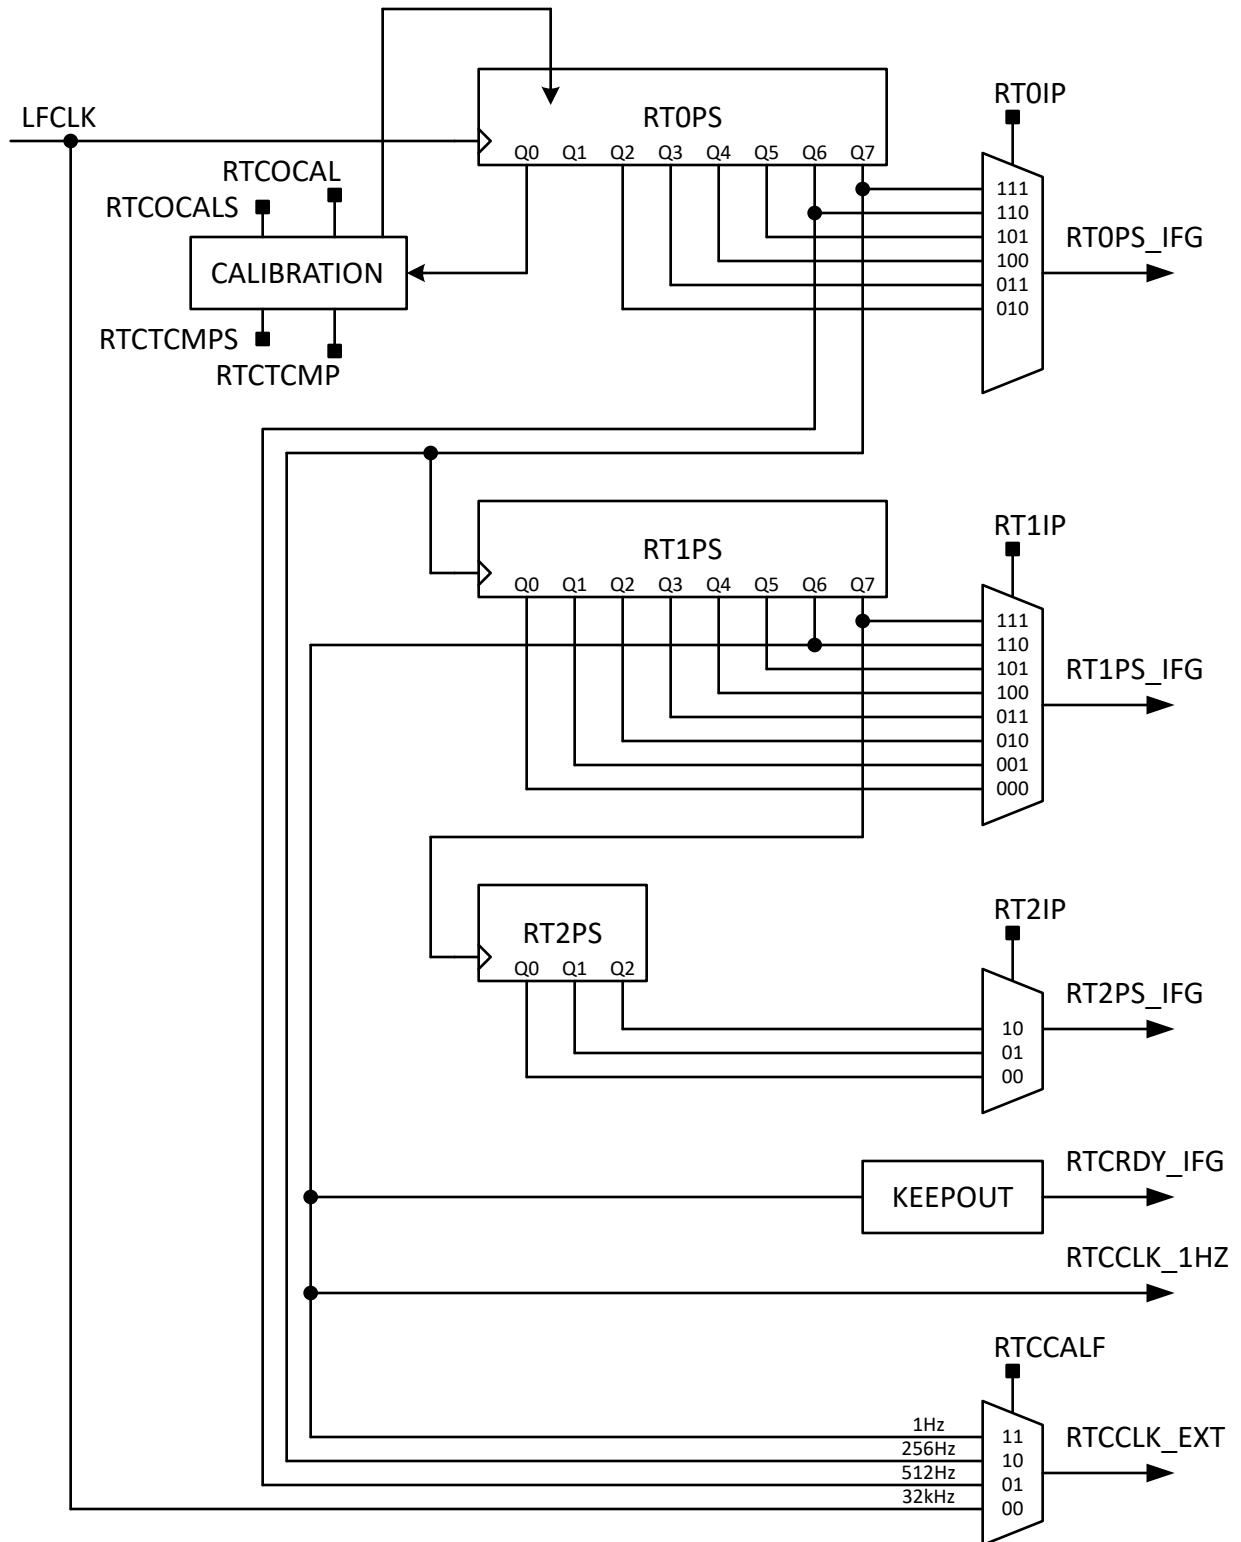 LFCLK
RT0PS
Q0 Q1 Q2 Q3 Q4 Q5 Q6 Q7
RT0IP
111
110
101
100
011
010
RT0PS_IFG
RTCOCAL
RTCOCALS
CALIBRATION
RTCTCMPS
RTCTCMP
RT1PS
Q0 Q1 Q2 Q3 Q4 Q5 Q6 Q7
RT1IP
111
110
101
100
011
010
001
000
RT1PS_IFG
RT2PS
Q0 Q1 Q2
RT2IP
10
01
00
RT2PS_IFG
KEEPOUT
RTCRDY_IFG
RTCCLK_1HZ
RTCCALF
1Hz 11
256Hz 10
512Hz 01
32kHz 00
RTCCLK_EXT